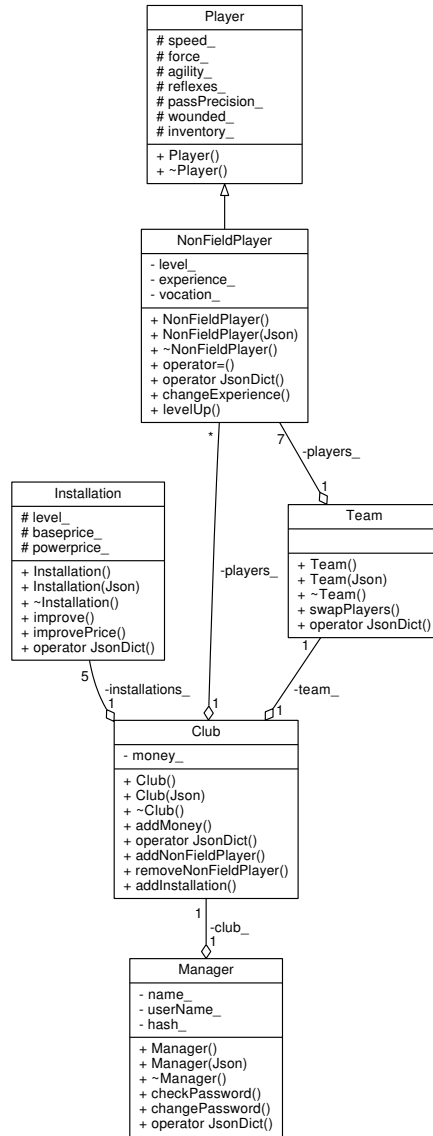 Player
# speed_
# force_
# agility_
# reflexes_
# passPrecision_
# wounded_
# inventory_
+ Player()
+ ~Player()
NonFieldPlayer
- level_
- experience_
- vocation_
+ NonFieldPlayer()
+ NonFieldPlayer(Json)
+ ~NonFieldPlayer()
+ operator=()
+ operator JsonDict()
+ changeExperience()
+ levelUp()
*
7
-players_
1
Installation
# level_
# baseprice_
# powerprice_
+ Installation()
+ Installation(Json)
+ ~Installation()
+ improve()
+ improvePrice()
+ operator JsonDict()
Team
+ Team()
+ Team(Json)
+ ~Team()
+ swapPlayers()
+ operator JsonDict()
-players_
5
-installations_
1
1
1
-team_
1
Club
- money_
+ Club()
+ Club(Json)
+ ~Club()
+ addMoney()
+ operator JsonDict()
+ addNonFieldPlayer()
+ removeNonFieldPlayer()
+ addInstallation()
1
-club_
1
Manager
- name_
- userName_
- hash_
+ Manager()
+ Manager(Json)
+ ~Manager()
+ checkPassword()
+ changePassword()
+ operator JsonDict()